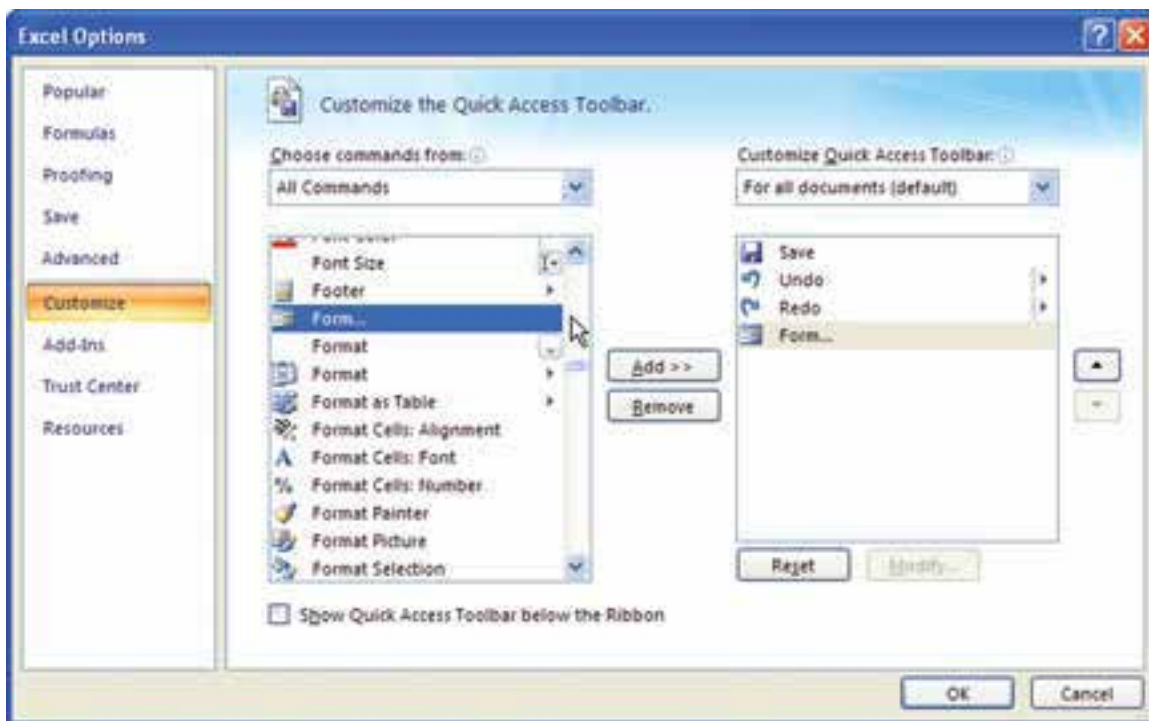 Excel Options
Popular
Formulas
Proofing
Save
Advanced
Customize
Add-Ins
Trust Center
Resources
Customize the Quick Access Toolbar.
Choose commands from:
All Commands
Font Size
Footer
Form...
Format
Format
Format as Table
Format Cells: Alignment
Format Cells: Font
Format Cells: Number
Format Painter
Format Picture
Format Selection
Add >>
Remove
Customize Quick Access Toolbar:
For all documents (default)
Save
Undo
Redo
Form...
Reset
Modify...
Show Quick Access Toolbar below the Ribbon
OK
Cancel